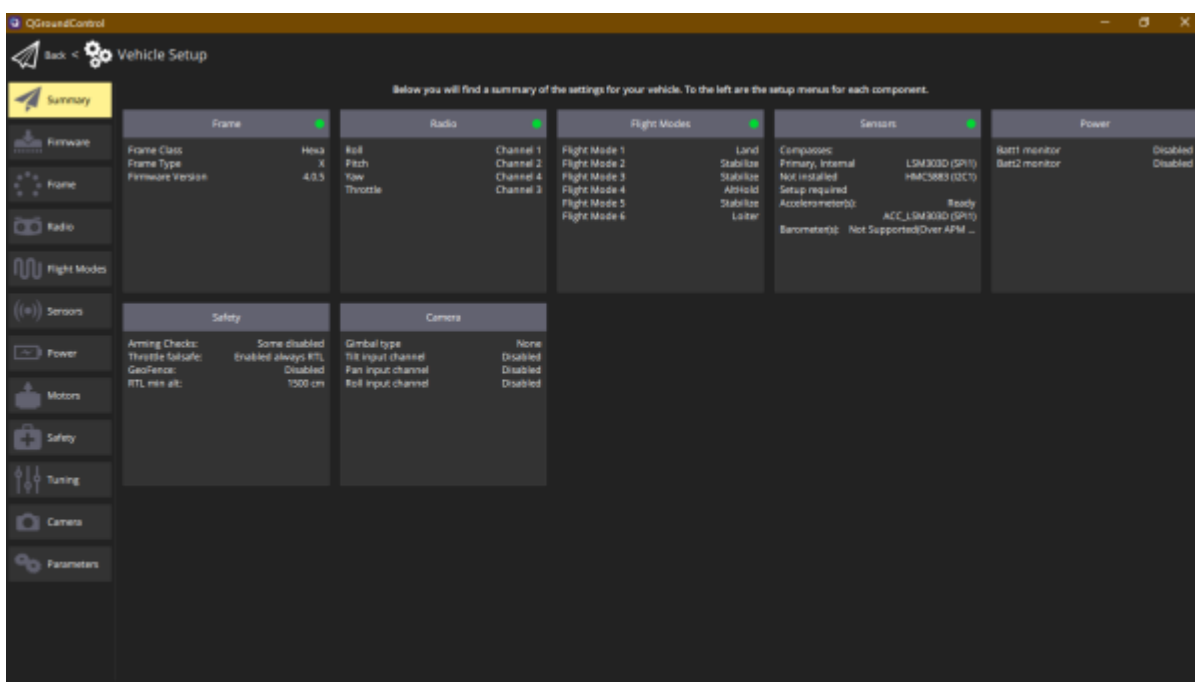 QGroundControl
Back < Vehicle Setup
Below you will find a summary of the settings for your vehicle. To the left are the setup menus for each component.
Summary
Firmware
Frame
Radio
Flight Modes
Sensors
Power
Motors
Safety
Tuning
Camera
Parameters
Frame
Frame Class Hexa
Frame Type X
Firmware Version 4.0.5
Radio
Roll Channel 1
Pitch Channel 2
Yaw Channel 4
Throttle Channel 3
Flight Modes
Flight Mode 1 Land
Flight Mode 2 Stabilize
Flight Mode 3 Stabilize
Flight Mode 4 AltHold
Flight Mode 5 Stabilize
Flight Mode 6 Loiter
Sensors
Compasses:
Primary, Internal LSM303D (SPI1)
Not installed HMC5883 (I2C1)
Setup required
Accelerometer(s): Ready
ACC_LSM303D (SPI1)
Barometer(s): Not Supported(Over APM ...
Power
Batt1 monitor Disabled
Batt2 monitor Disabled
Safety
Arming Checks: Some disabled
Throttle failsafe: Enabled always RTL
GeoFence: Disabled
RTL min alt: 1500 cm
Camera
Gimbal type None
Tilt input channel Disabled
Pan input channel Disabled
Roll input channel Disabled